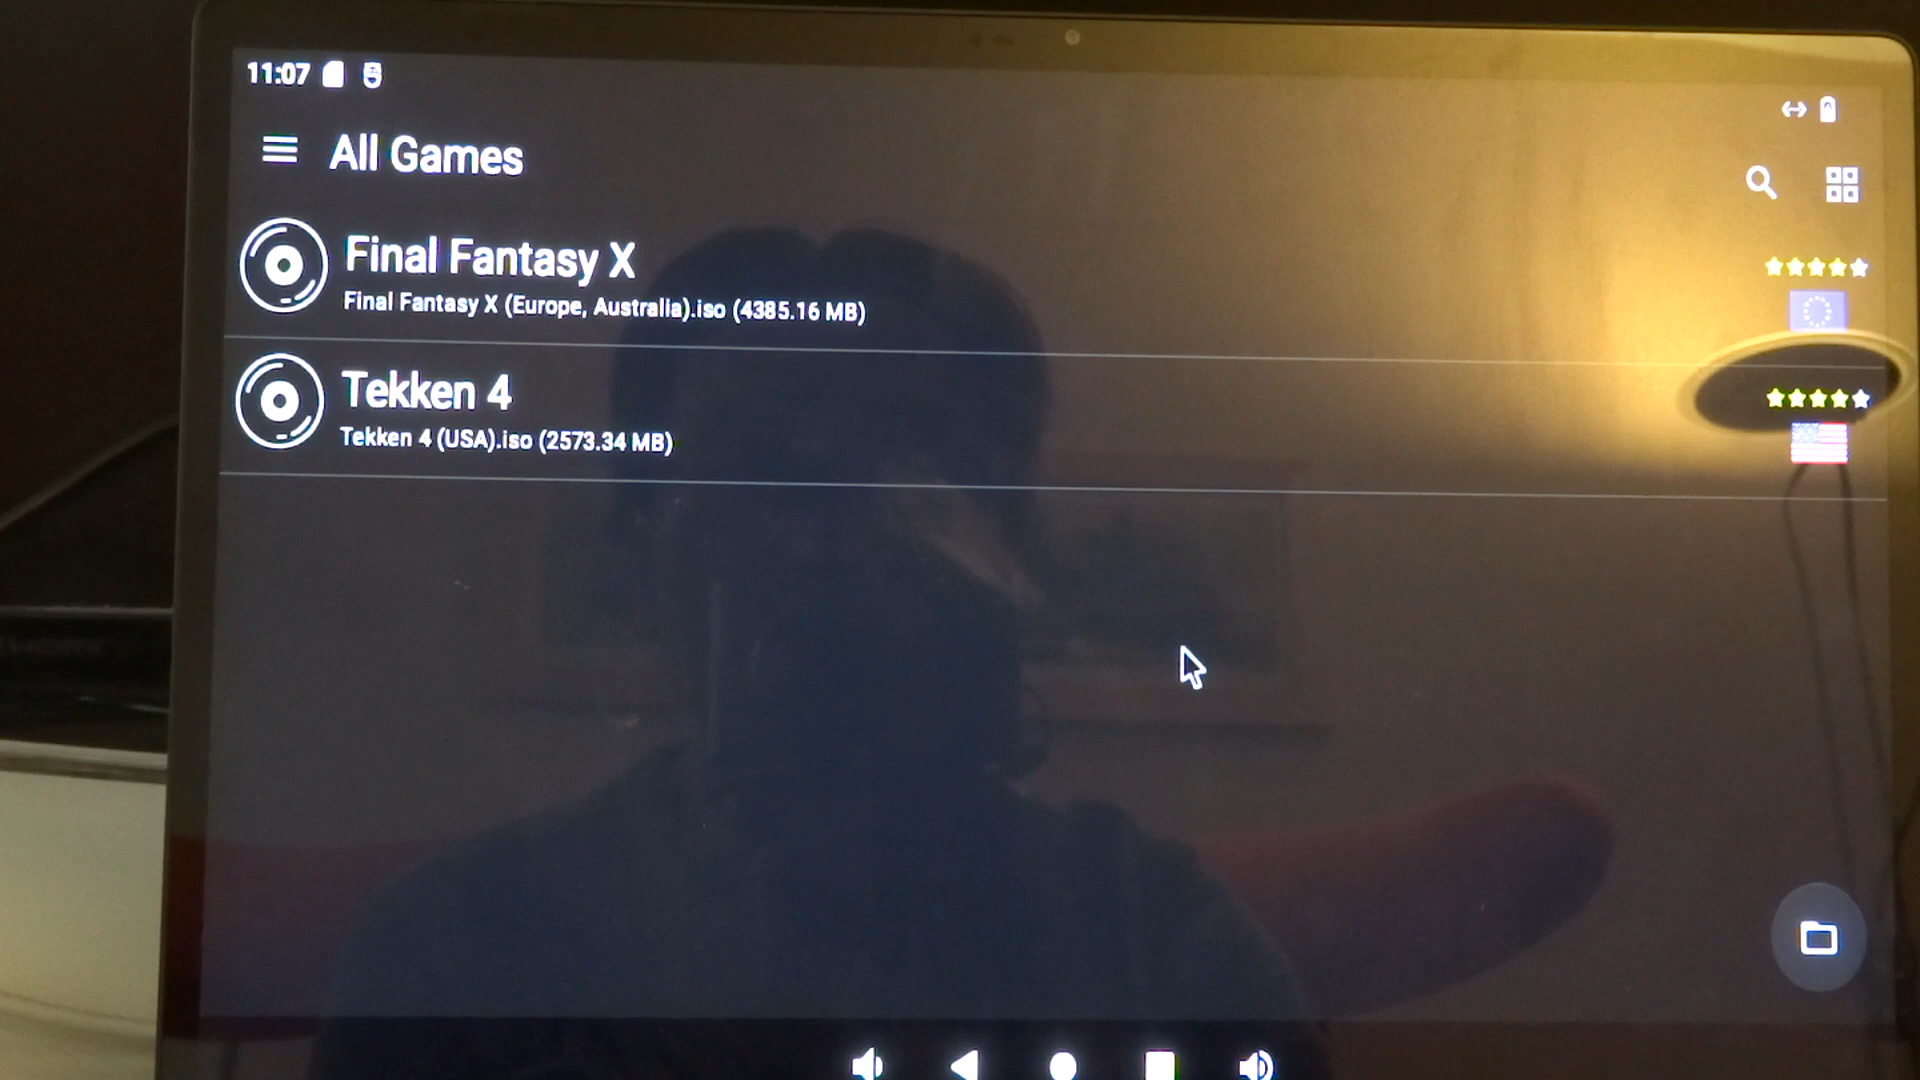 11:07
All Games
Final Fantasy X
Final Fantasy X (Europe, Australia).iso (4385.16 MB)
Tekken 4
Tekken 4 (USA).iso (2573.34 MB)